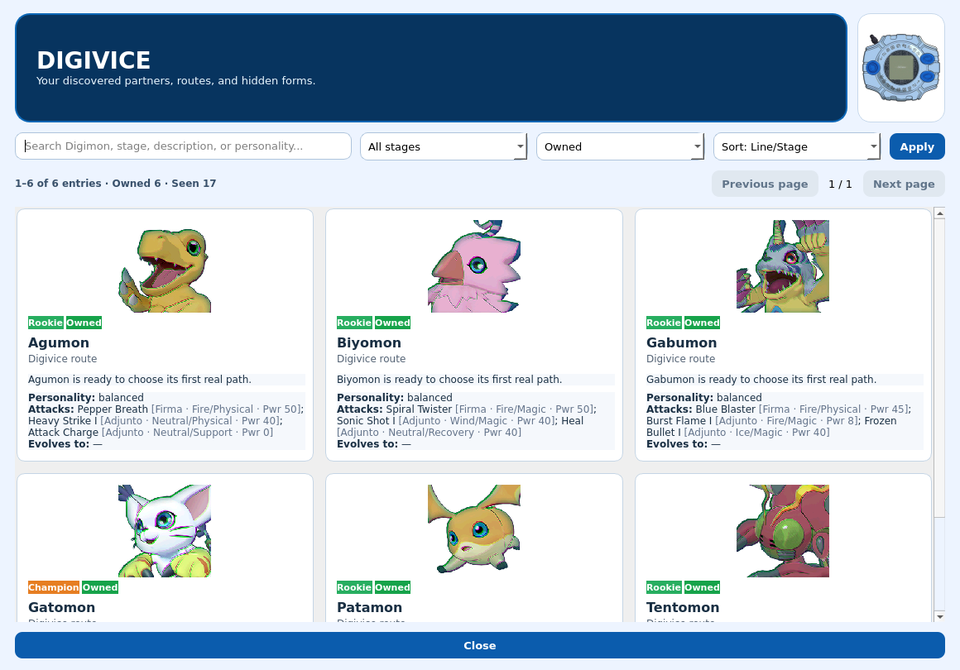 DIGIVICE
Your discovered partners, routes, and hidden forms.
Search Digimon, stage, description, or personality...
All stages
Owned
Sort: Line/Stage
Apply
1–6 of 6 entries · Owned 6 · Seen 17
Previous page
1 / 1
Next page
Rookie Owned
Agumon
Digivice route
Agumon is ready to choose its first real path.
Personality: balanced
Attacks: Pepper Breath [Firma · Fire/Physical · Pwr 50];
Heavy Strike I [Adjunto · Neutral/Physical · Pwr 40];
Attack Charge [Adjunto · Neutral/Support · Pwr 0]
Evolves to: —
Rookie Owned
Biyomon
Digivice route
Biyomon is ready to choose its first real path.
Personality: balanced
Attacks: Spiral Twister [Firma · Fire/Magic · Pwr 50];
Sonic Shot I [Adjunto · Wind/Magic · Pwr 40]; Heal
[Adjunto · Neutral/Recovery · Pwr 40]
Evolves to: —
Rookie Owned
Gabumon
Digivice route
Gabumon is ready to choose its first real path.
Personality: balanced
Attacks: Blue Blaster [Firma · Fire/Physical · Pwr 45];
Burst Flame I [Adjunto · Fire/Magic · Pwr 8]; Frozen
Bullet I [Adjunto · Ice/Magic · Pwr 40]
Evolves to: —
Champion Owned
Gatomon
Digivice route
Rookie Owned
Patamon
Digivice route
Rookie Owned
Tentomon
Digivice route
Close